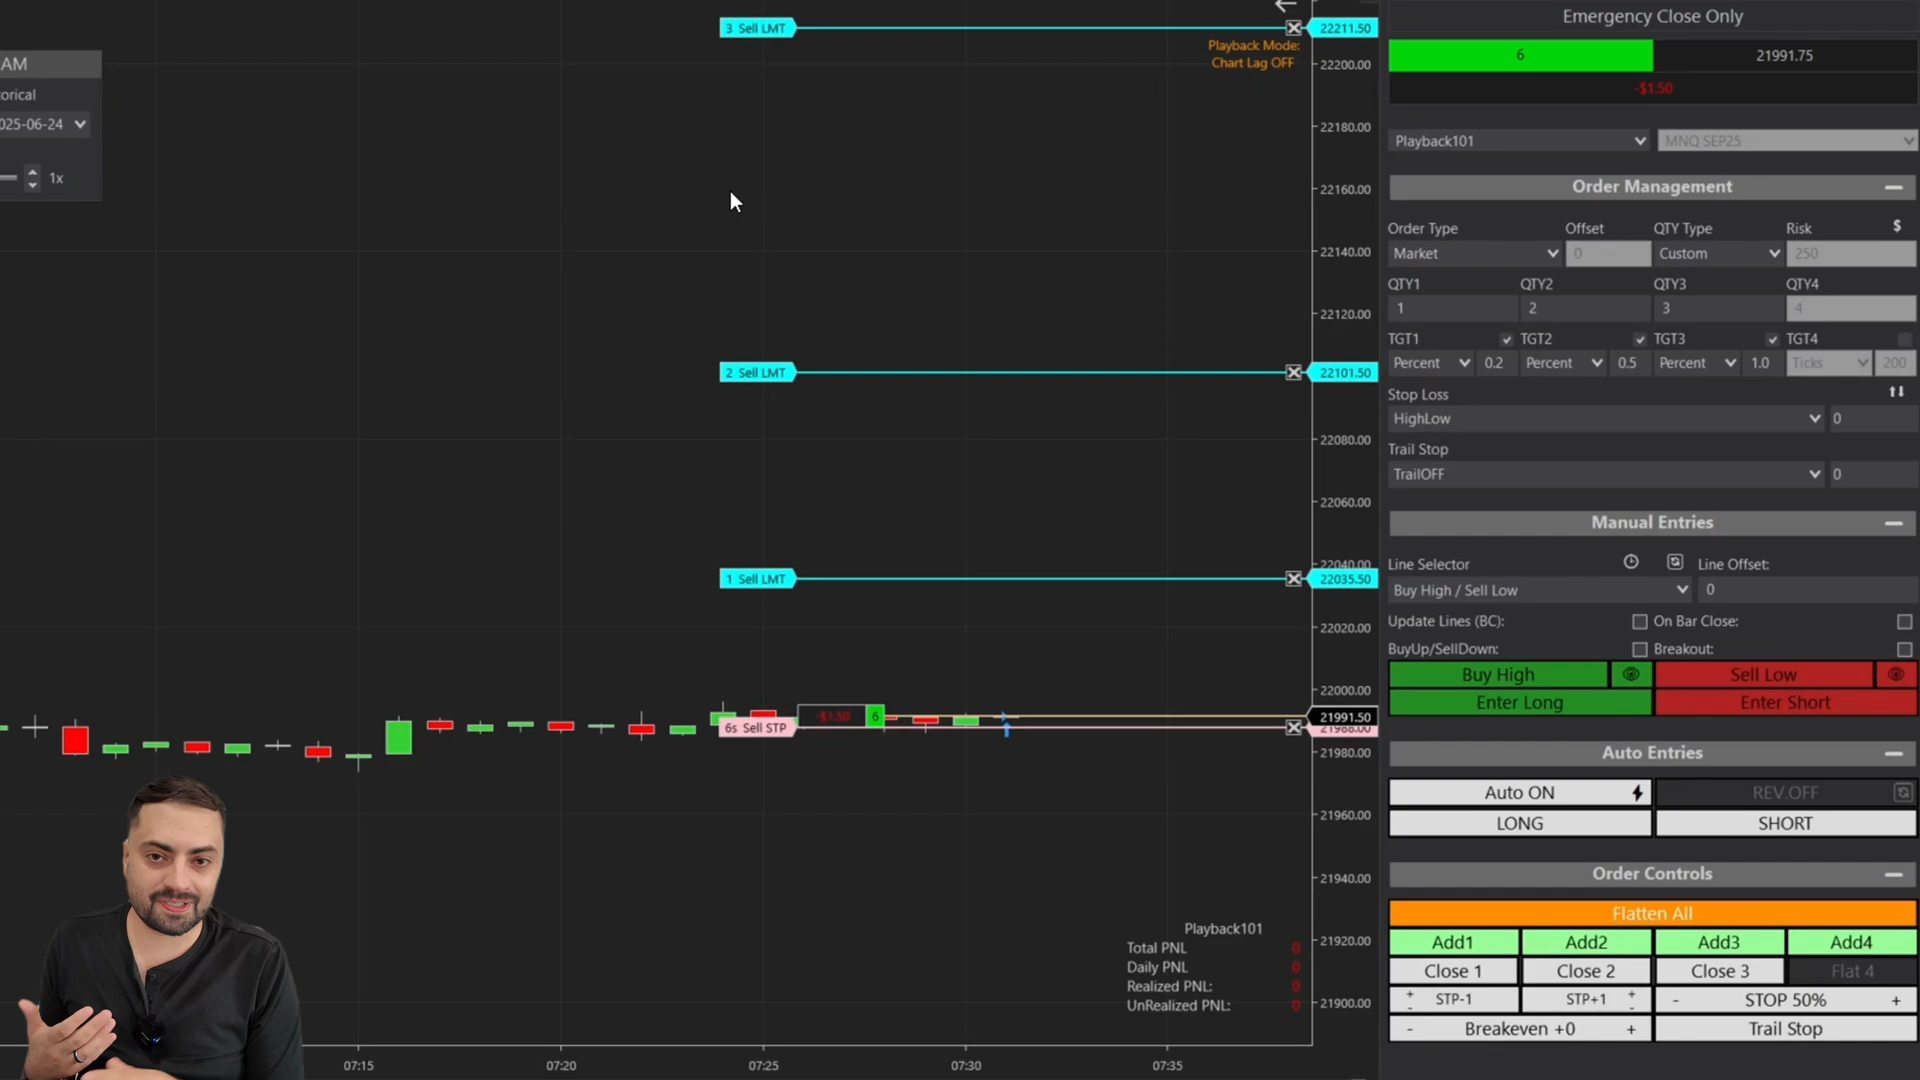 AM
orical
025-06-24
1x
3 Sell LMT
22211.50
Playback Mode:
Chart Lag OFF
22200.00
22180.00
22160.00
22140.00
22120.00
2 Sell LMT
22101.50
22080.00
22060.00
22040.00
1 Sell LMT
22035.50
22020.00
22000.00
-$1.50
6
21991.50
6s Sell STP
21988.00
21980.00
21960.00
21940.00
21920.00
21900.00
Playback101
Total PNL 0
Daily PNL 0
Realized PNL: 0
UnRealized PNL: 0
07:15
07:20
07:25
07:30
07:35
Emergency Close Only
6
21991.75
-$1.50
Playback101
MNQ SEP25
Order Management
Order Type Offset QTY Type Risk $
Market 0 Custom 250
QTY1 QTY2 QTY3 QTY4
1 2 3 4
TGT1 TGT2 TGT3 TGT4
Percent 0.2 Percent 0.5 Percent 1.0 Ticks 200
Stop Loss
HighLow 0
Trail Stop
TrailOFF 0
Manual Entries
Line Selector Line Offset:
Buy High / Sell Low 0
Update Lines (BC): On Bar Close:
BuyUp/SellDown: Breakout:
Buy High Sell Low
Enter Long Enter Short
Auto Entries
Auto ON REV.OFF
LONG SHORT
Order Controls
Flatten All
Add1 Add2 Add3 Add4
Close 1 Close 2 Close 3 Flat 4
+ - STP-1 STP+1 + - - STOP 50% +
- Breakeven +0 + Trail Stop